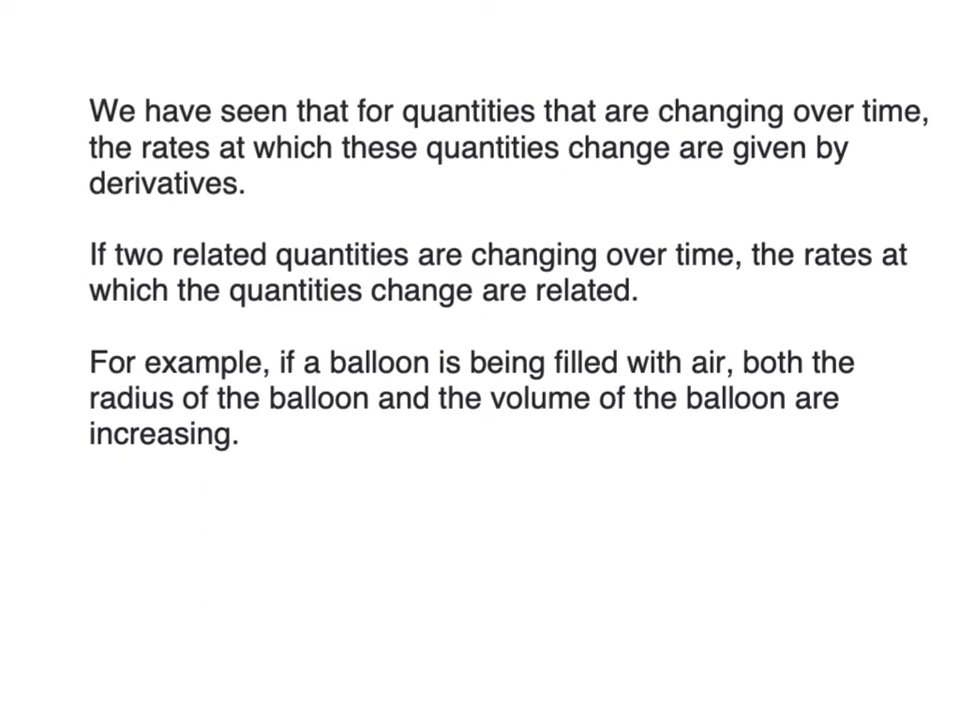 We have seen that for quantities that are changing over time,
the rates at which these quantities change are given by
derivatives.
If two related quantities are changing over time, the rates at
which the quantities change are related.
For example, if a balloon is being filled with air, both the
radius of the balloon and the volume of the balloon are
increasing.